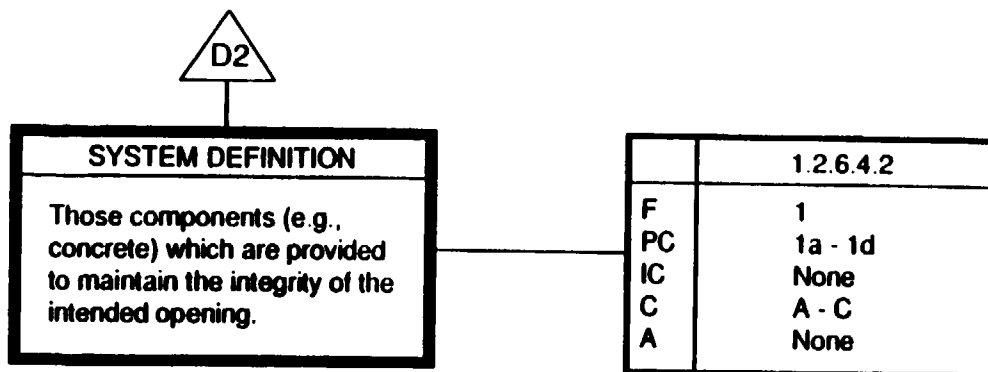 D2
SYSTEM DEFINITION
Those components (e.g.,
concrete) which are provided
to maintain the integrity of the
intended opening.
1.2.6.4.2
F 1
PC 1a - 1d
IC None
C A - C
A None